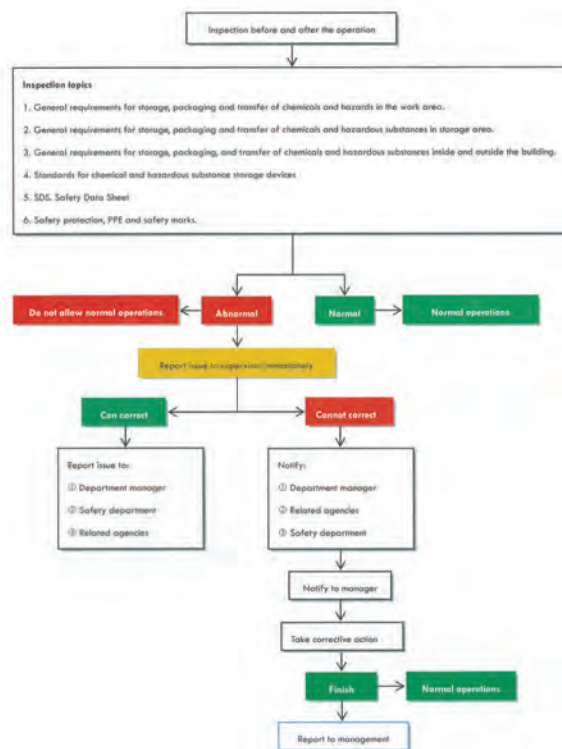 Inspection before and after the operation
Inspection topics
1. General requirements for storage, packaging and transfer of chemicals and hazards in the work area.
2. General requirements for storage, packaging and transfer of chemicals and hazardous substances in storage area.
3. General requirements for storage, packaging, and transfer of chemicals and hazardous substances inside and outside the building.
4. Standards for chemical and hazardous substance storage devices
5. SDS. Safety Data Sheet
6. Safety protection, PPE and safety marks.
Do not allow normal operations
Abnormal
Normal
Normal operations
Report issue to supervisor immediately
Can correct
Cannot correct
Report issue to:
① Department manager
② Safety department
③ Related agencies
Notify:
① Department manager
② Related agencies
③ Safety department
Notify to manager
Take corrective action
Finish
Normal operations
Report to management